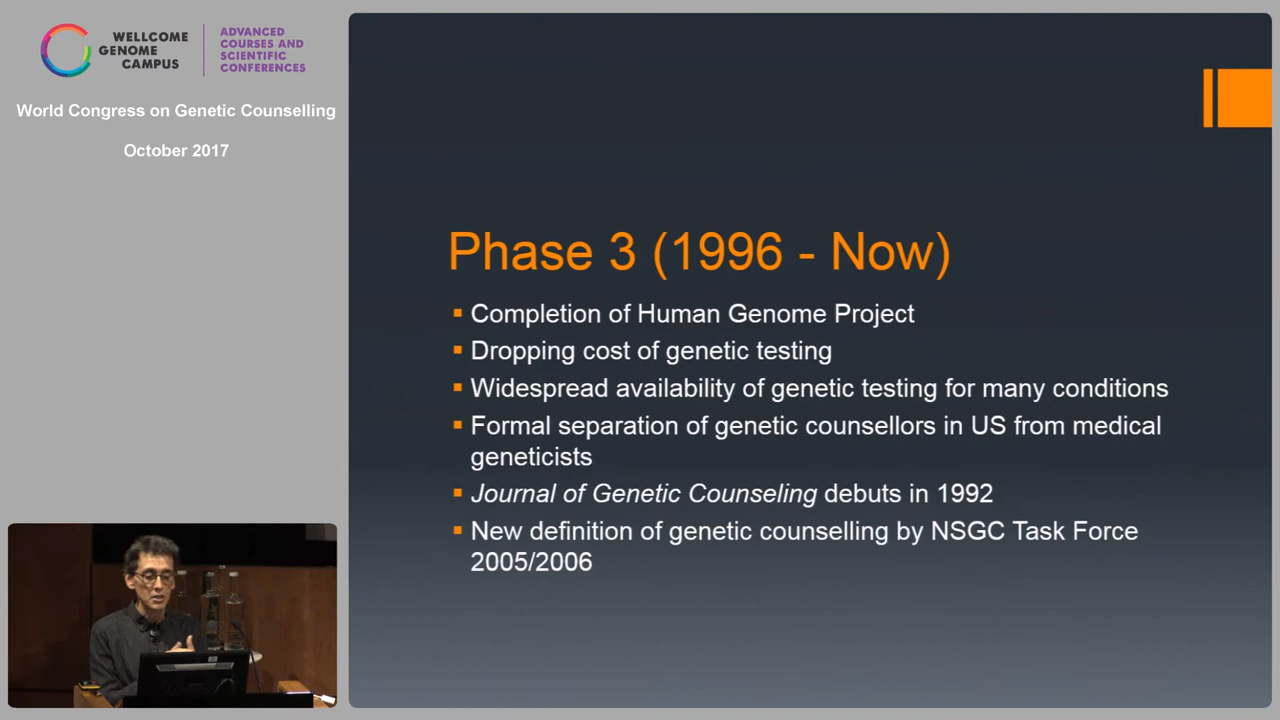 WELLCOME
GENOME
CAMPUS
ADVANCED
COURSES AND
SCIENTIFIC
CONFERENCES
World Congress on Genetic Counselling
October 2017
Phase 3 (1996 - Now)
Completion of Human Genome Project
Dropping cost of genetic testing
Widespread availability of genetic testing for many conditions
Formal separation of genetic counsellors in US from medical
geneticists
Journal of Genetic Counseling debuts in 1992
New definition of genetic counselling by NSGC Task Force
2005/2006